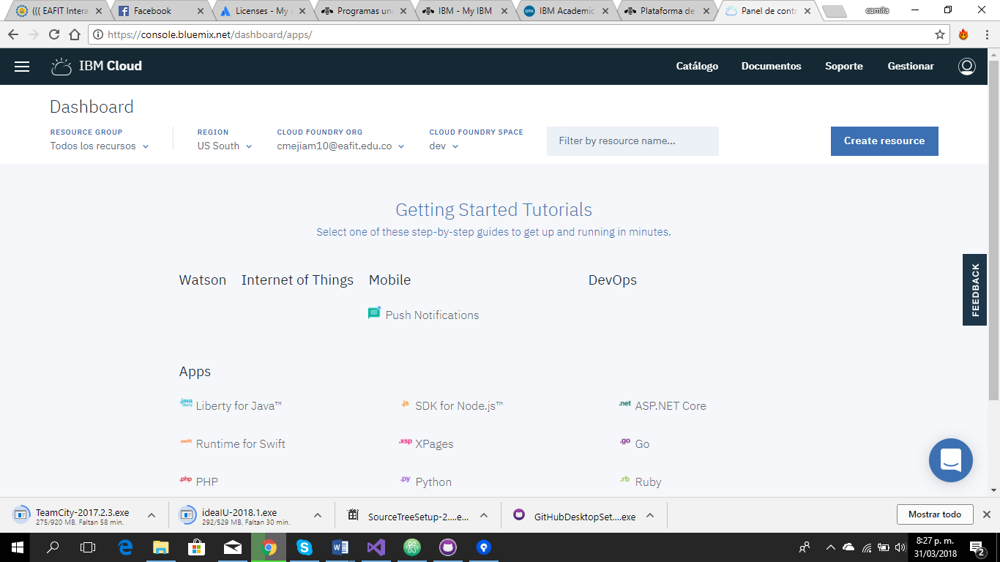 ((( EAFIT Intera
Facebook
Licenses - My A
Programas uni
IBM - My IBM
IBM Academic
Plataforma de
Panel de contr
camila
https://console.bluemix.net/dashboard/apps/
IBM Cloud
Catálogo
Documentos
Soporte
Gestionar
Dashboard
RESOURCE GROUP
Todos los recursos
REGION
US South
CLOUD FOUNDRY ORG
cmejiam10@eafit.edu.co
CLOUD FOUNDRY SPACE
dev
Filter by resource name...
Create resource
Getting Started Tutorials
Select one of these step-by-step guides to get up and running in minutes.
FEEDBACK
Watson
Internet of Things
Mobile
DevOps
Push Notifications
Apps
java Liberty for Java™
.js SDK for Node.js™
.net ASP.NET Core
.swift Runtime for Swift
.xsp XPages
.go Go
.php PHP
.py Python
.rb Ruby
TeamCity-2017.2.3.exe
275/920 MB, Faltan 58 min.
ideaIU-2018.1.exe
292/529 MB, Faltan 30 min.
SourceTreeSetup-2....e...
GitHubDesktopSet....exe
Mostrar todo
8:27 p. m.
31/03/2018
2